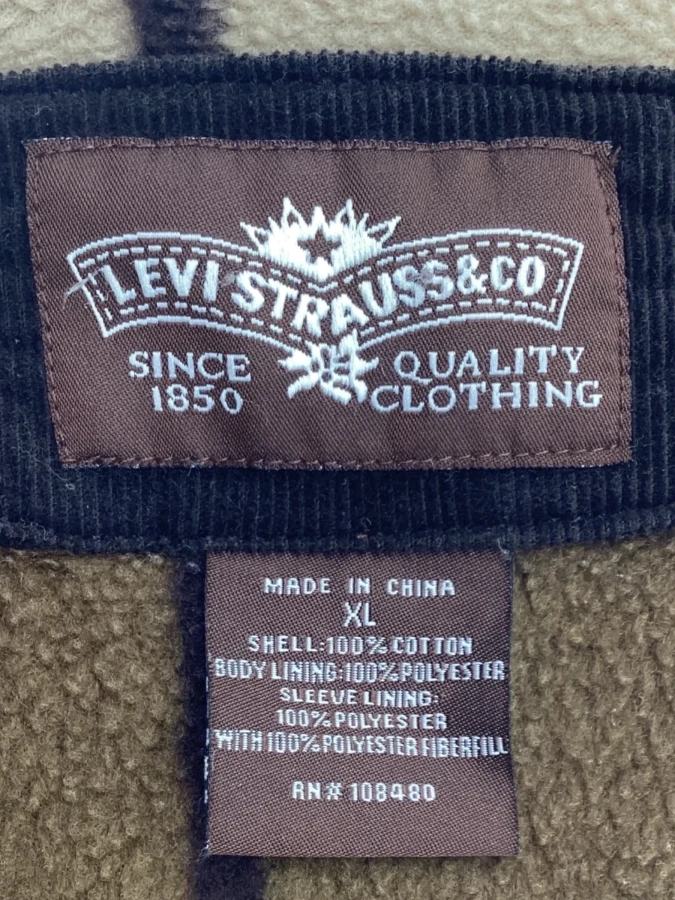 LEVI STRAUSS&CO
SINCE
1850
QUALITY
CLOTHING
MADE IN CHINA
XL
SHELL:100%COTTON
BODY LINING:100%POLYESTER
SLEEVE LINING:
100%POLYESTER
WITH 100%POLYESTER FIBERFILL
RN# 108480